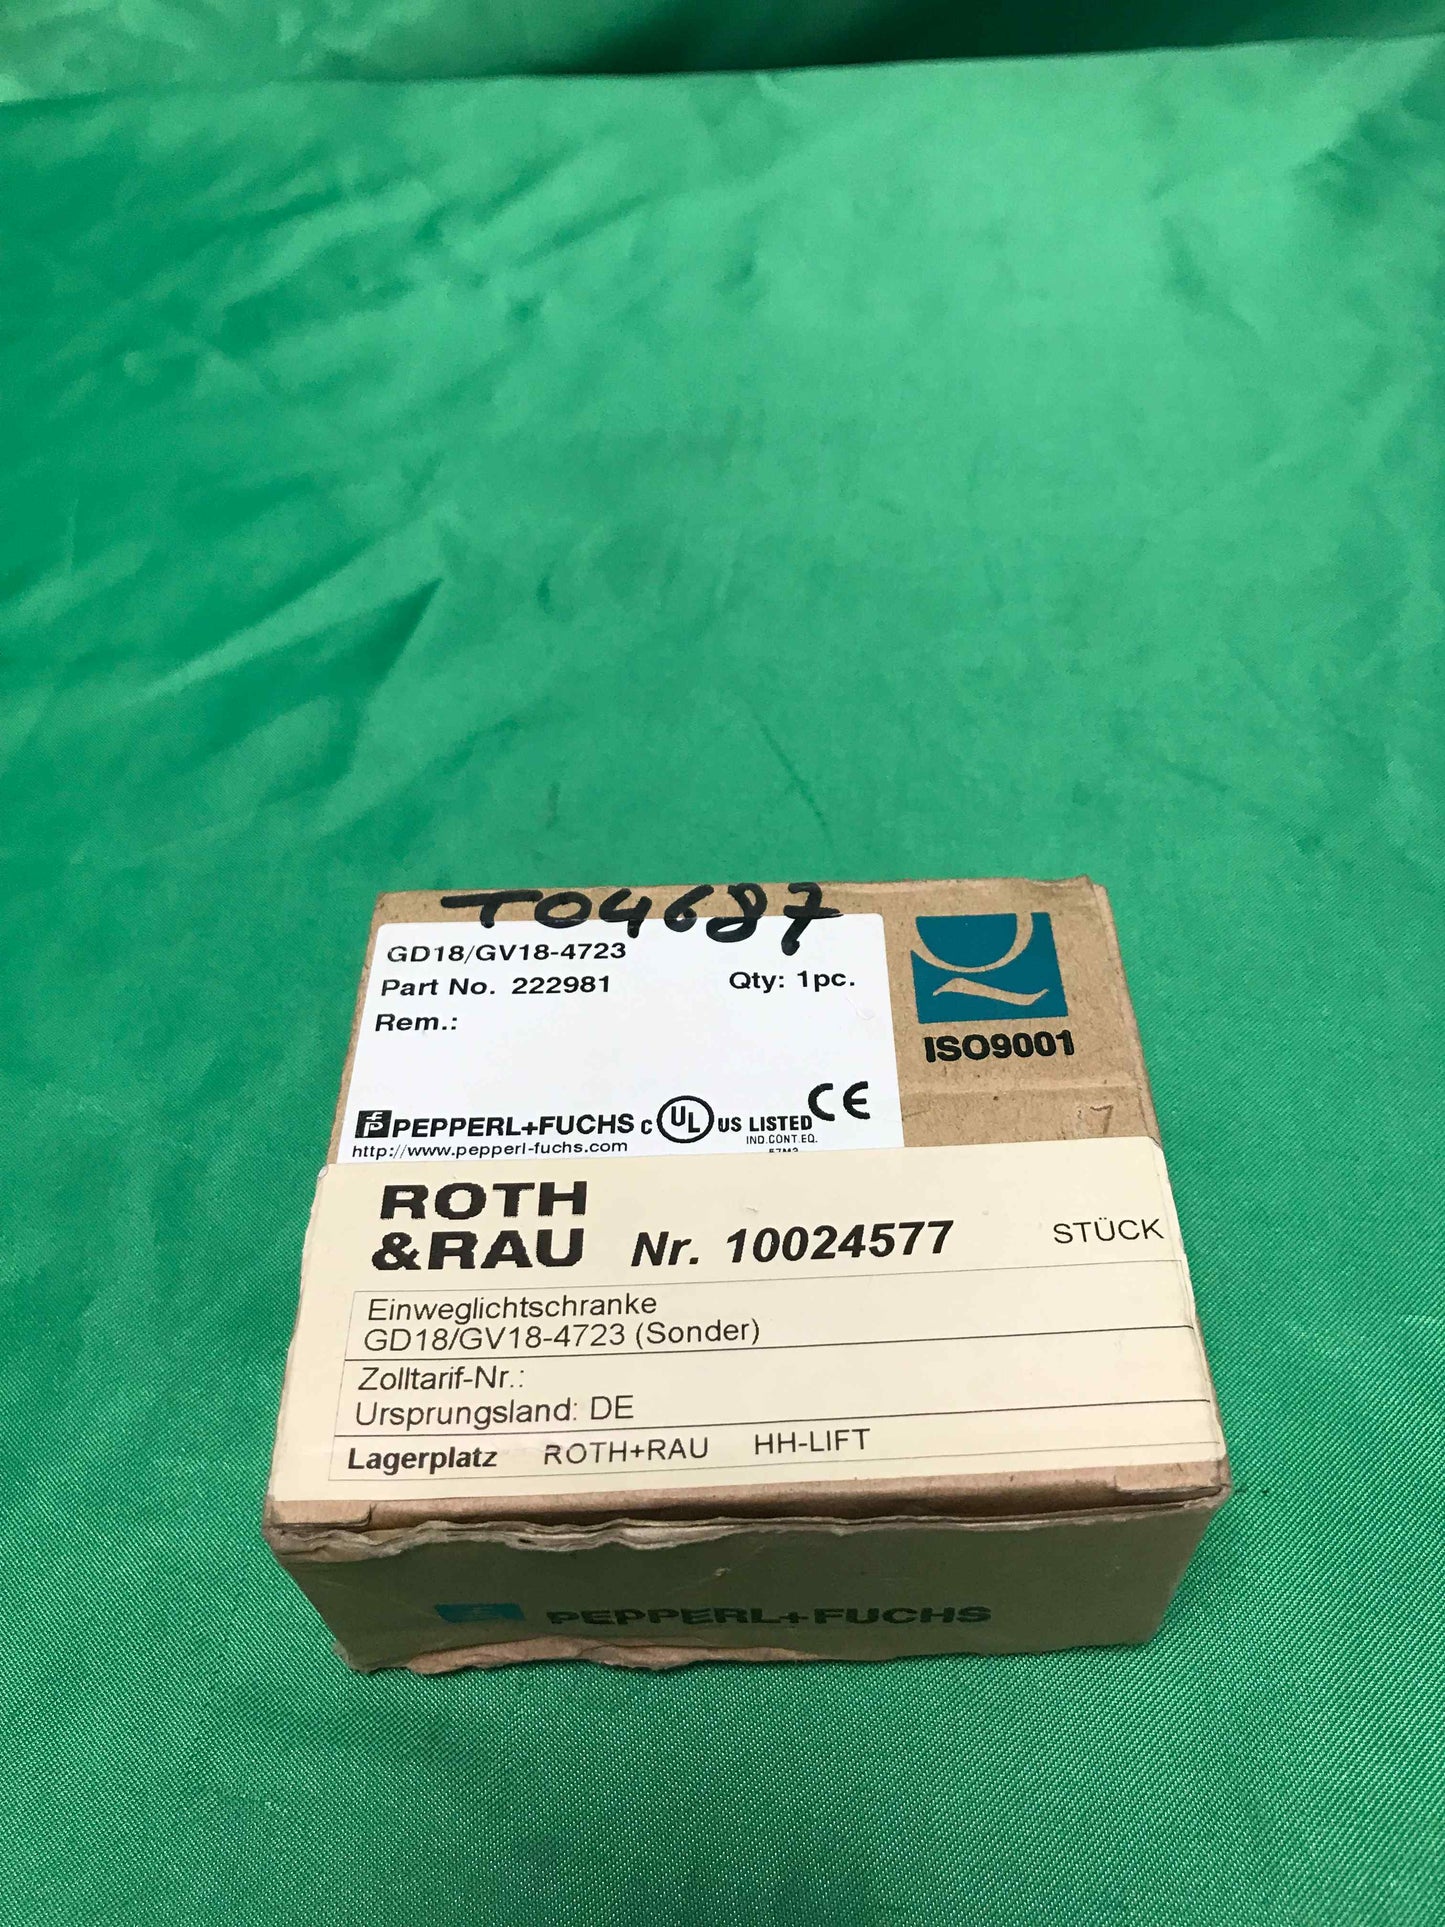 T04687
GD18/GV18-4723
Part No. 222981 Qty: 1pc.
Rem.:
PEPPERL+FUCHS c UL US LISTED CE
IND.CONT.EQ.
http://www.pepperl-fuchs.com
ISO9001
7
ROTH
&RAU Nr. 10024577 STÜCK
Einweglichtschranke
GD18/GV18-4723 (Sonder)
Zolltarif-Nr.:
Ursprungsland: DE
Lagerplatz ROTH+RAU HH-LIFT
PEPPERL+FUCHS